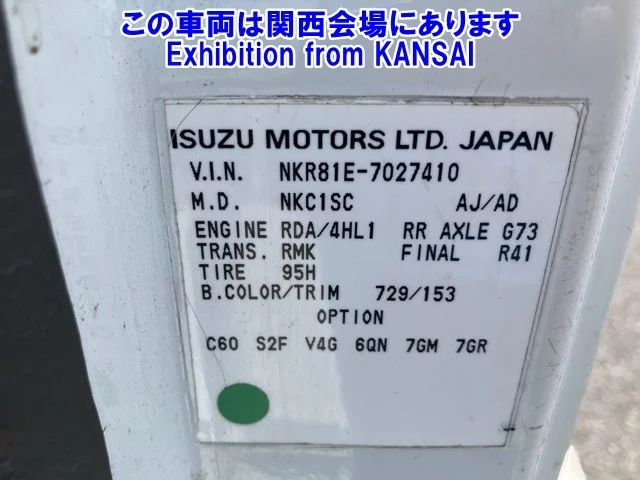 この車両は関西会場にあります
Exhibition from KANSAI
ISUZU MOTORS LTD. JAPAN
V.I.N. NKR81E-7027410
M.D. NKC1SC AJ/AD
ENGINE RDA/4HL1 RR AXLE G73
TRANS. RMK FINAL R41
TIRE 95H
B.COLOR/TRIM 729/153
OPTION
C60 S2F V4G 6QN 7GM 7GR